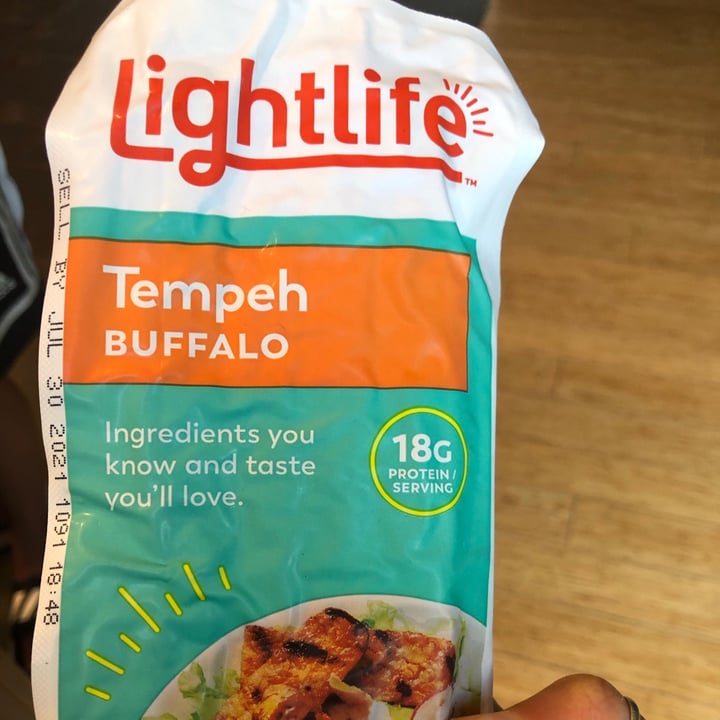 Lightlife™
Tempeh
BUFFALO
Ingredients you
know and taste
you'll love.
18G
PROTEIN /
SERVING
SELL BY JUL 30 2021 1091 18:48